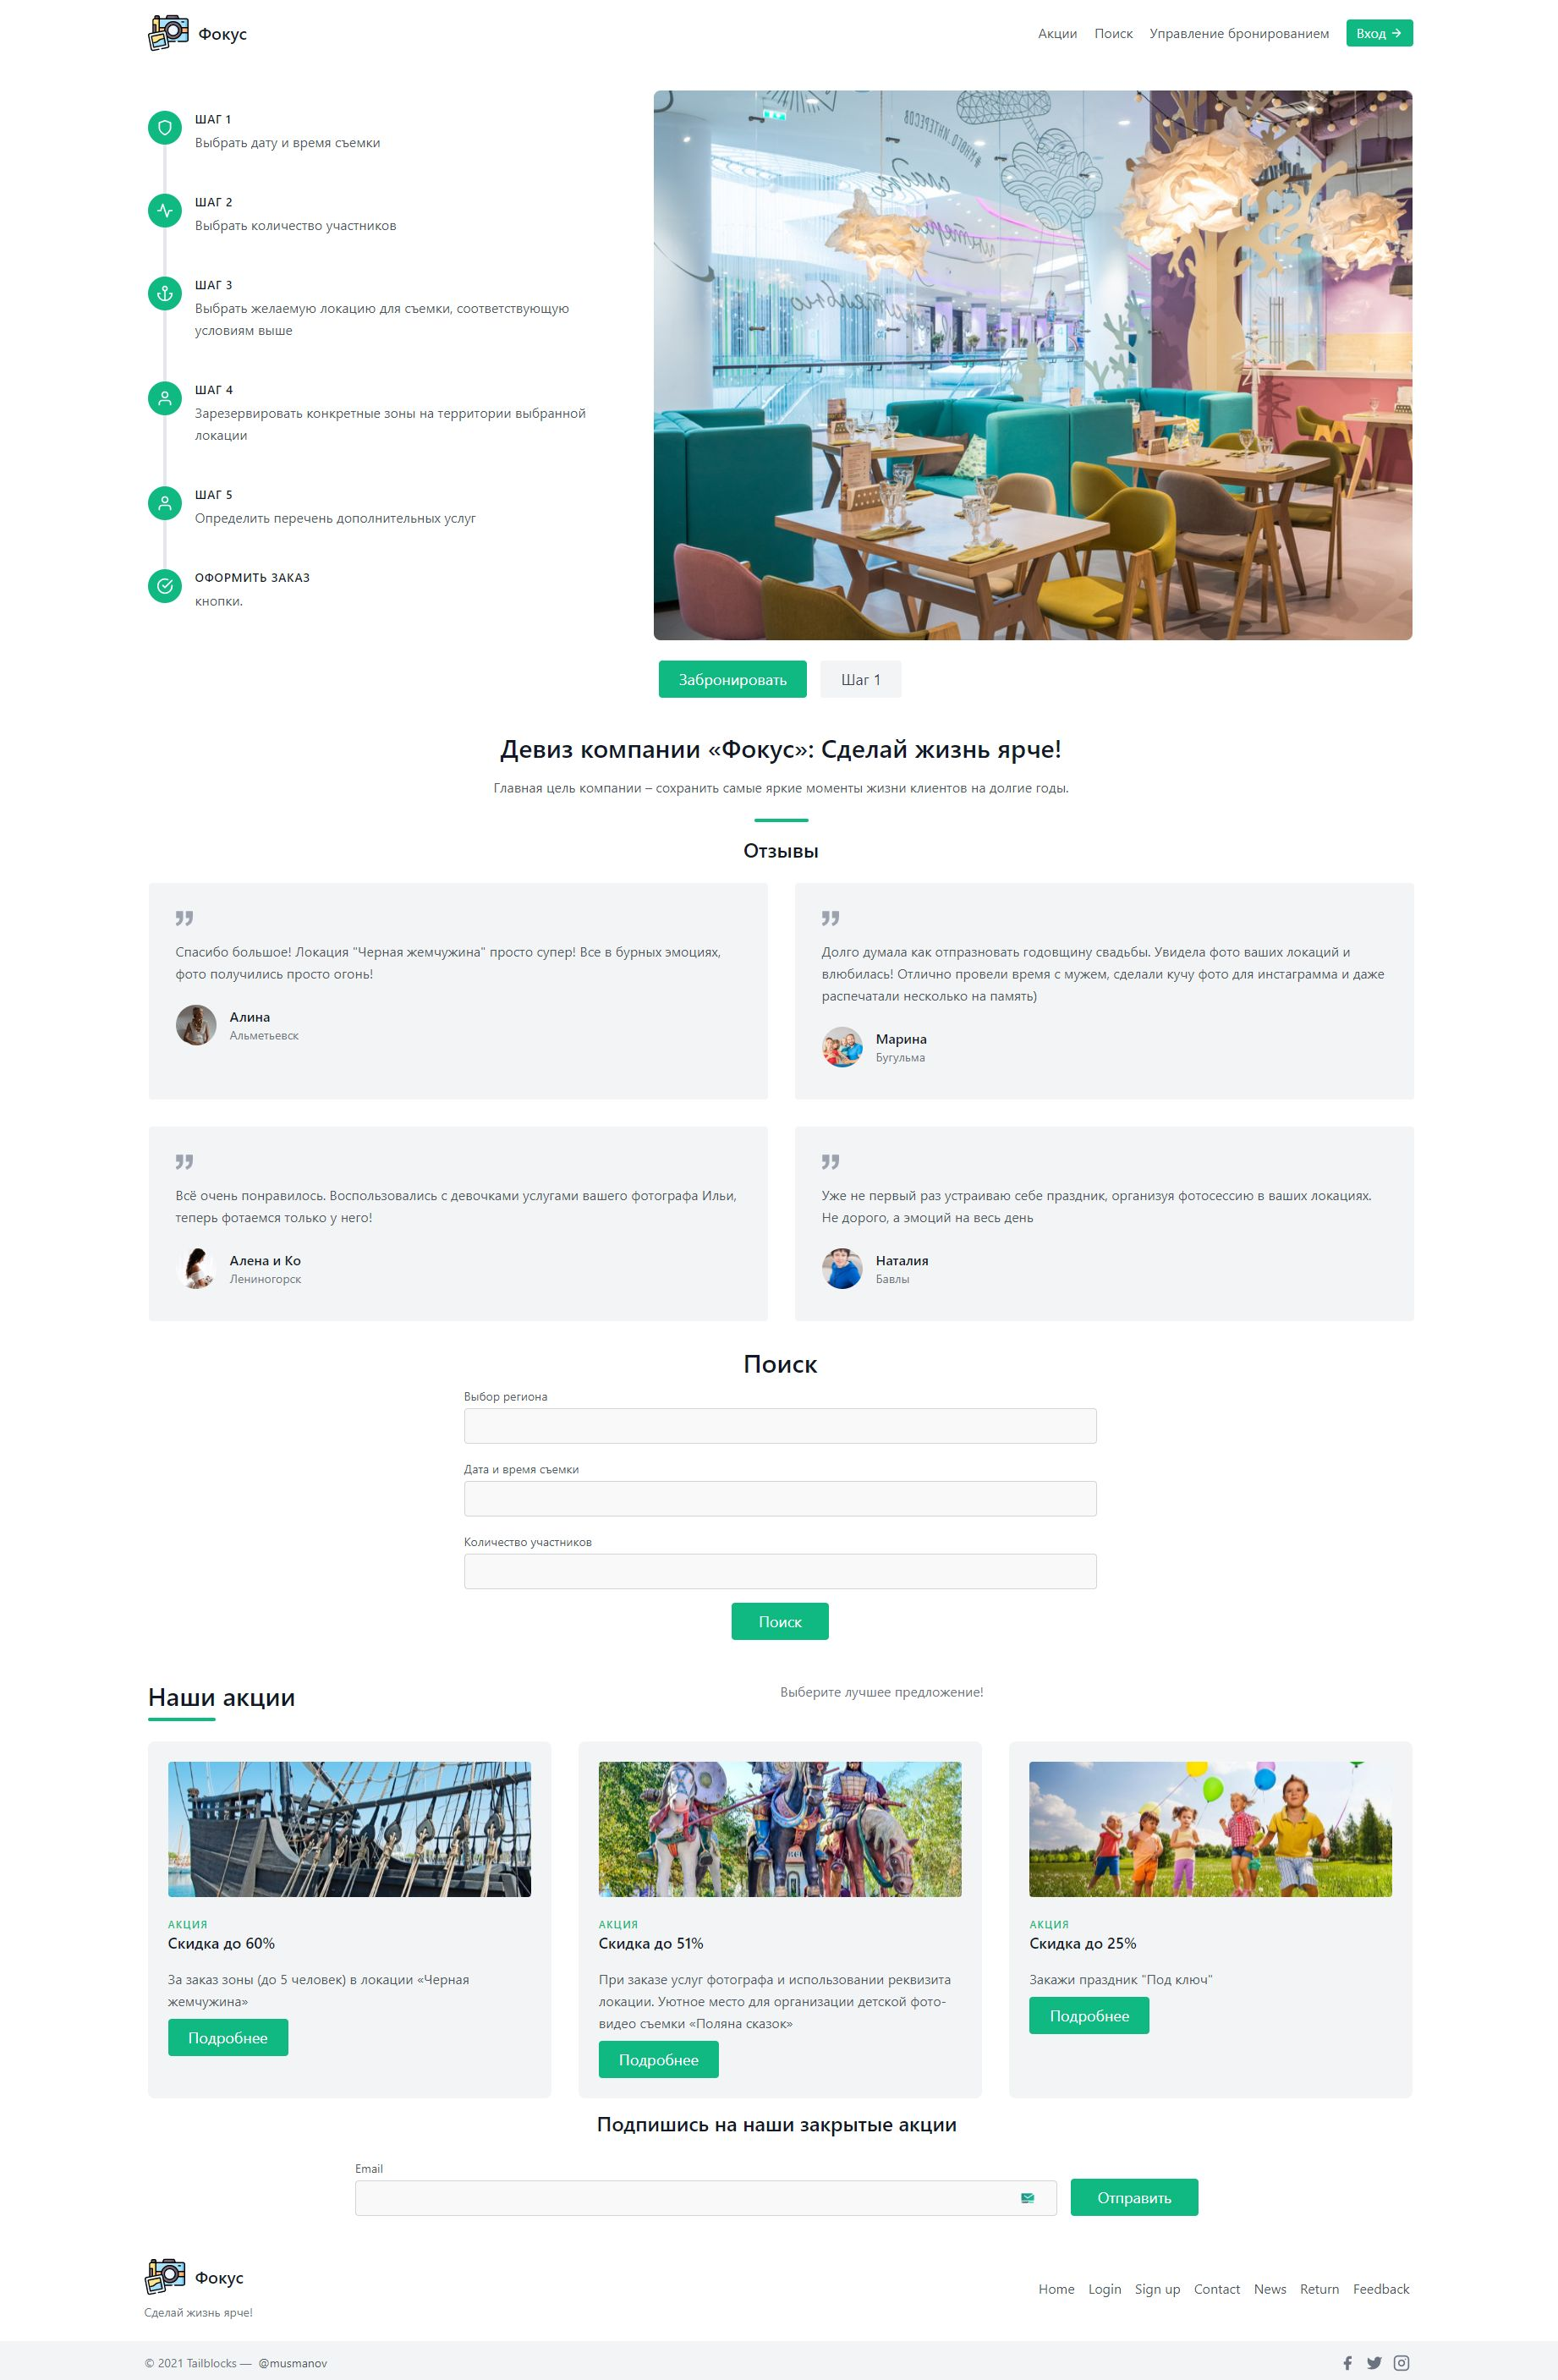 Фокус
Акции Поиск Управление бронированием Вход
ШАГ 1
Выбрать дату и время съемки
ШАГ 2
Выбрать количество участников
ШАГ 3
Выбрать желаемую локацию для съемки, соответствующую
условиям выше
ШАГ 4
Зарезервировать конкретные зоны на территории выбранной
локации
ШАГ 5
Определить перечень дополнительных услуг
ОФОРМИТЬ ЗАКАЗ
кнопки.
#МНОГО ИНТЕРЕСОВ
Забронировать Шаг 1
Девиз компании «Фокус»: Сделай жизнь ярче!
Главная цель компании – сохранить самые яркие моменты жизни клиентов на долгие годы.
Отзывы
Спасибо большое! Локация "Черная жемчужина" просто супер! Все в бурных эмоциях,
фото получились просто огонь!
Алина
Альметьевск
Долго думала как отпразновать годовщину свадьбы. Увидела фото ваших локаций и
влюбилась! Отлично провели время с мужем, сделали кучу фото для инстаграмма и даже
распечатали несколько на память)
Марина
Бугульма
Всё очень понравилось. Воспользовались с девочками услугами вашего фотографа Ильи,
теперь фотаемся только у него!
Алена и Ко
Лениногорск
Уже не первый раз устраиваю себе праздник, организуя фотосессию в ваших локациях.
Не дорого, а эмоций на весь день
Наталия
Бавлы
Поиск
Выбор региона
Дата и время съемки
Количество участников
Поиск
Наши акции
Выберите лучшее предложение!
АКЦИЯ
Скидка до 60%
За заказ зоны (до 5 человек) в локации «Черная
жемчужина»
Подробнее
АКЦИЯ
Скидка до 51%
При заказе услуг фотографа и использовании реквизита
локации. Уютное место для организации детской фото-
видео съемки «Поляна сказок»
Подробнее
АКЦИЯ
Скидка до 25%
Закажи праздник "Под ключ"
Подробнее
Подпишись на наши закрытые акции
Email
Отправить
Фокус
Сделай жизнь ярче!
Home Login Sign up Contact News Return Feedback
© 2021 Tailblocks — @musmanov